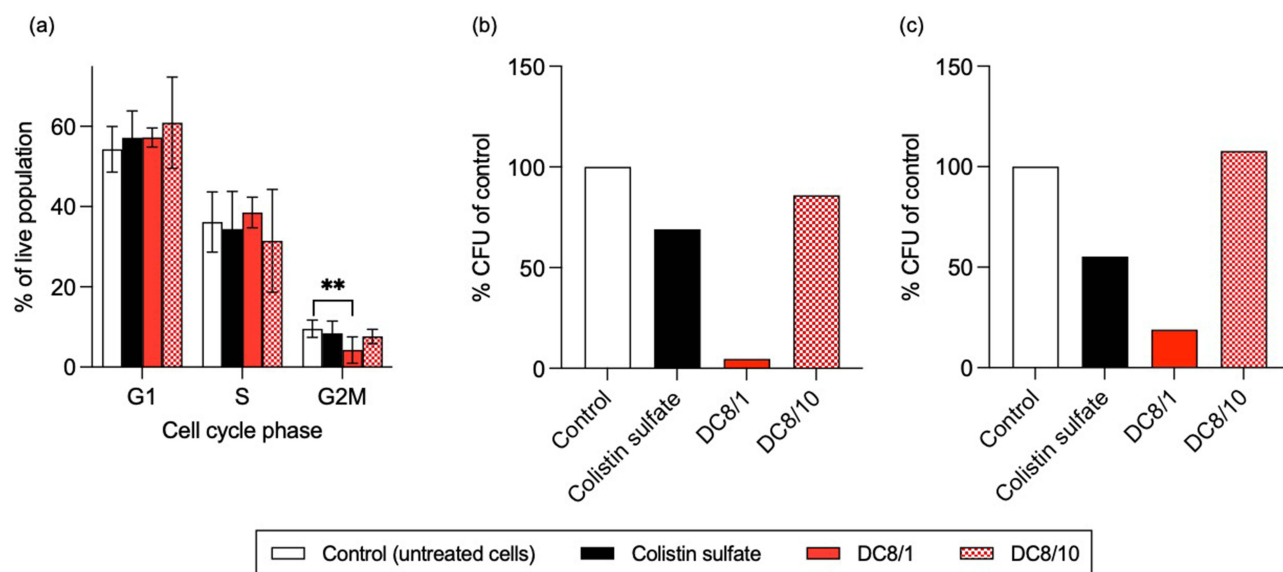 (a)
% of live population
60
40
20
0
**
G1 S G2M
Cell cycle phase
(b)
% CFU of control
150
100
50
0
Control
Colistin sulfate
DC8/1
DC8/10
(c)
% CFU of control
150
100
50
0
Control
Colistin sulfate
DC8/1
DC8/10
Control (untreated cells) Colistin sulfate DC8/1 DC8/10